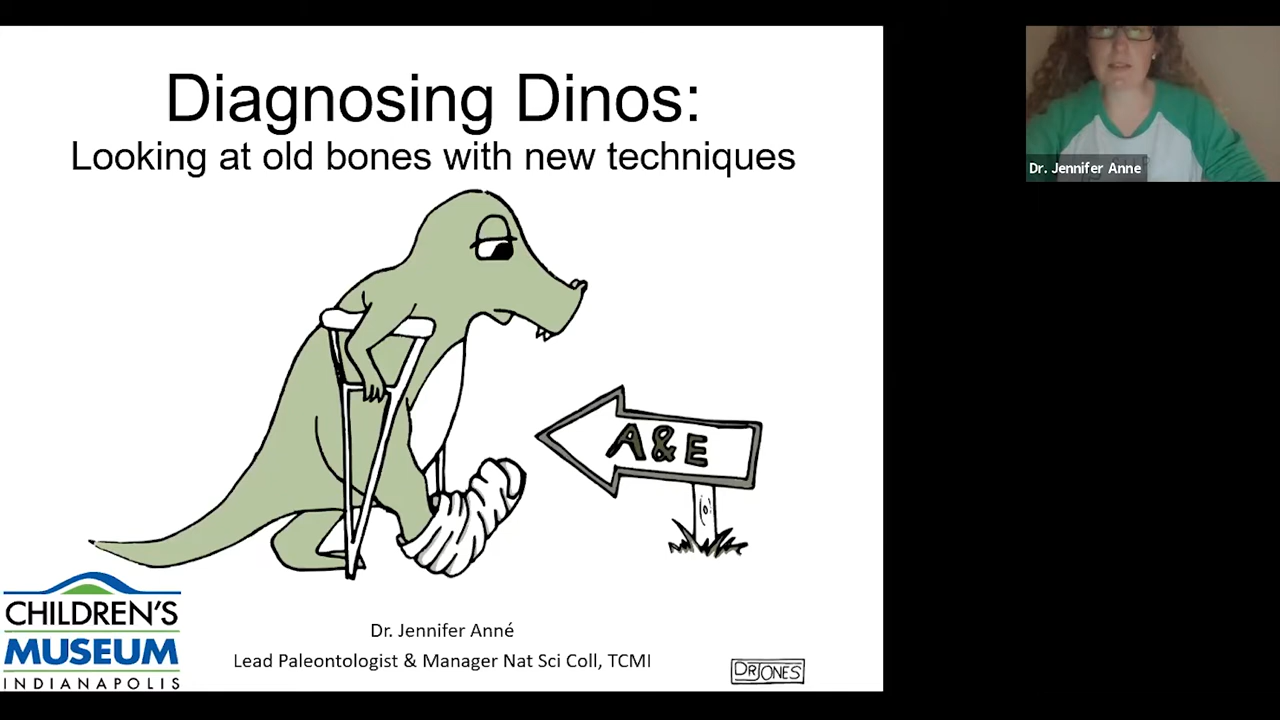 Diagnosing Dinos:
Looking at old bones with new techniques
Dr. Jennifer Anne
A&E
CHILDREN'S
MUSEUM
INDIANAPOLIS
Dr. Jennifer Anné
Lead Paleontologist & Manager Nat Sci Coll, TCMI
DRJONES